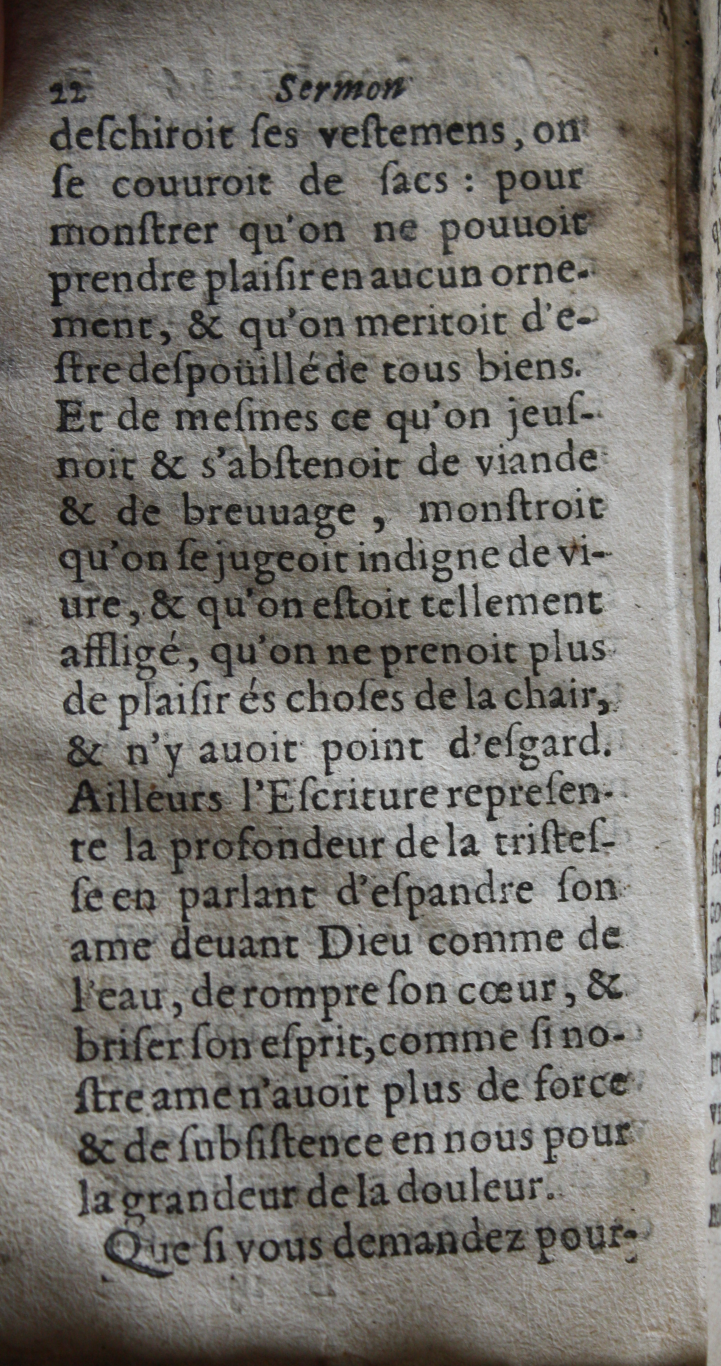 22 Sermon
deſchiroit ſes veſtemens, on
ſe couuroit de ſacs : pour
monſtrer qu'on ne pouuoit
prendre plaiſir en aucun orne-
ment, & qu'on meritoit d'e-
ſtre deſpoüillé de tous biens.
Et de meſmes ce qu'on jeuſ-
noit & s'abſtenoit de viande
& de breuuage , monſtroit
qu'on ſe jugeoit indigne de vi-
ure, & qu'on eſtoit tellement
affligé, qu'on ne prenoit plus
de plaiſir és choſes de la chair,
& n'y auoit point d'eſgard.
Ailleurs l'Eſcriture repreſen-
te la profondeur de la triſteſ-
ſe en parlant d'eſpandre ſon
ame deuant Dieu comme de
l'eau, de rompre ſon cœur, &
briſer ſon eſprit, comme ſi no-
ſtre ame n'auoit plus de force
& de ſubſiſtence en nous pour
la grandeur de la douleur.
Que ſi vous demandez pour-